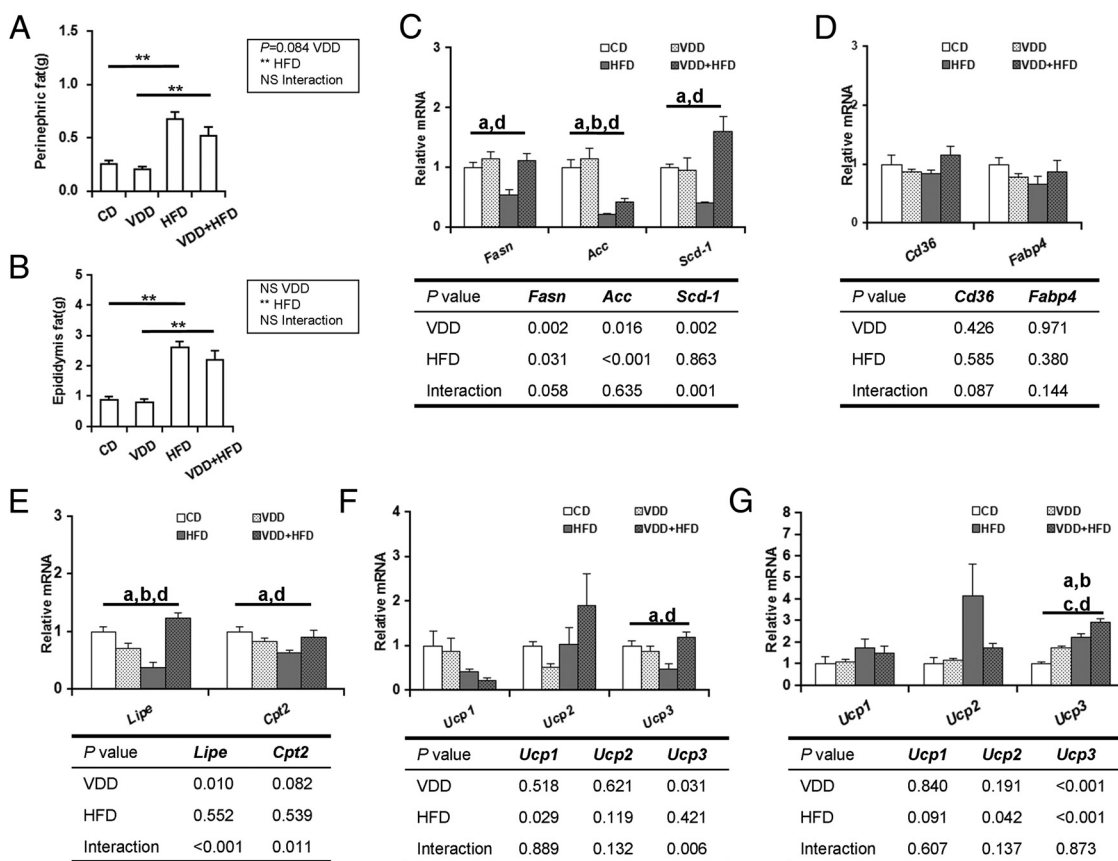 A
Perinephric fat(g)
1.5
1.0
0.5
0.0
**
**
CD
VDD
HFD
VDD+HFD
P=0.084 VDD
** HFD
NS Interaction
B
Epididymis fat(g)
5
4
3
2
1
0
**
**
CD
VDD
HFD
VDD+HFD
NS VDD
** HFD
NS Interaction
C
Relative mRNA
3
2
1
0
CD VDD
HFD VDD+HFD
a,d a,b,d a,d
Fasn Acc Scd-1
P value Fasn Acc Scd-1
VDD 0.002 0.016 0.002
HFD 0.031 <0.001 0.863
Interaction 0.058 0.635 0.001
D
Relative mRNA
3
2
1
0
CD VDD
HFD VDD+HFD
Cd36 Fabp4
P value Cd36 Fabp4
VDD 0.426 0.971
HFD 0.585 0.380
Interaction 0.087 0.144
E
Relative mRNA
3
2
1
0
CD VDD
HFD VDD+HFD
a,b,d a,d
Lipe Cpt2
P value Lipe Cpt2
VDD 0.010 0.082
HFD 0.552 0.539
Interaction <0.001 0.011
F
Relative mRNA
4
3
2
1
0
CD VDD
HFD VDD+HFD
a,d
Ucp1 Ucp2 Ucp3
P value Ucp1 Ucp2 Ucp3
VDD 0.518 0.621 0.031
HFD 0.029 0.119 0.421
Interaction 0.889 0.132 0.006
G
Relative mRNA
8
7
6
5
4
3
2
1
0
CD VDD
HFD VDD+HFD
a,b
c,d
Ucp1 Ucp2 Ucp3
P value Ucp1 Ucp2 Ucp3
VDD 0.840 0.191 <0.001
HFD 0.091 0.042 <0.001
Interaction 0.607 0.137 0.873